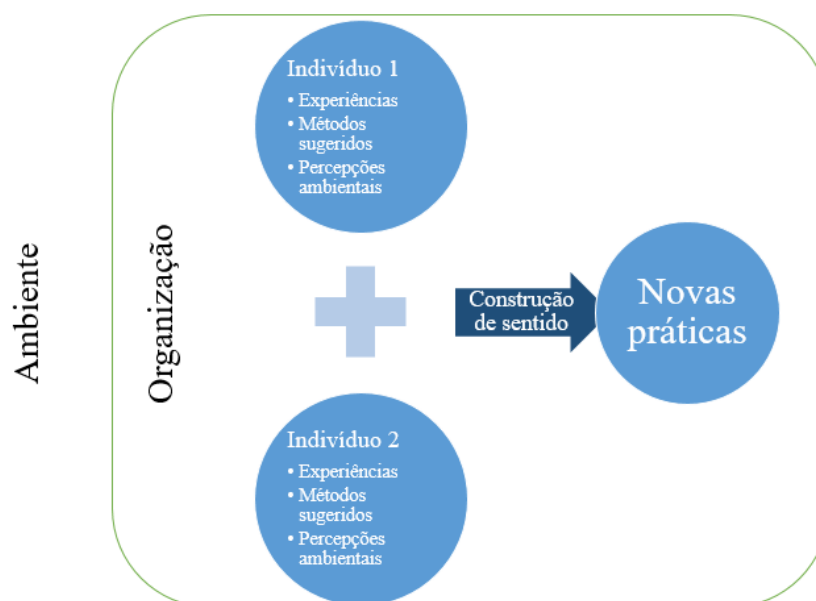 Ambiente
Organização
Indivíduo 1
• Experiências
• Métodos
sugeridos
• Percepções
ambientais
Construção
de sentido
Novas
práticas
Indivíduo 2
• Experiências
• Métodos
sugeridos
• Percepções
ambientais